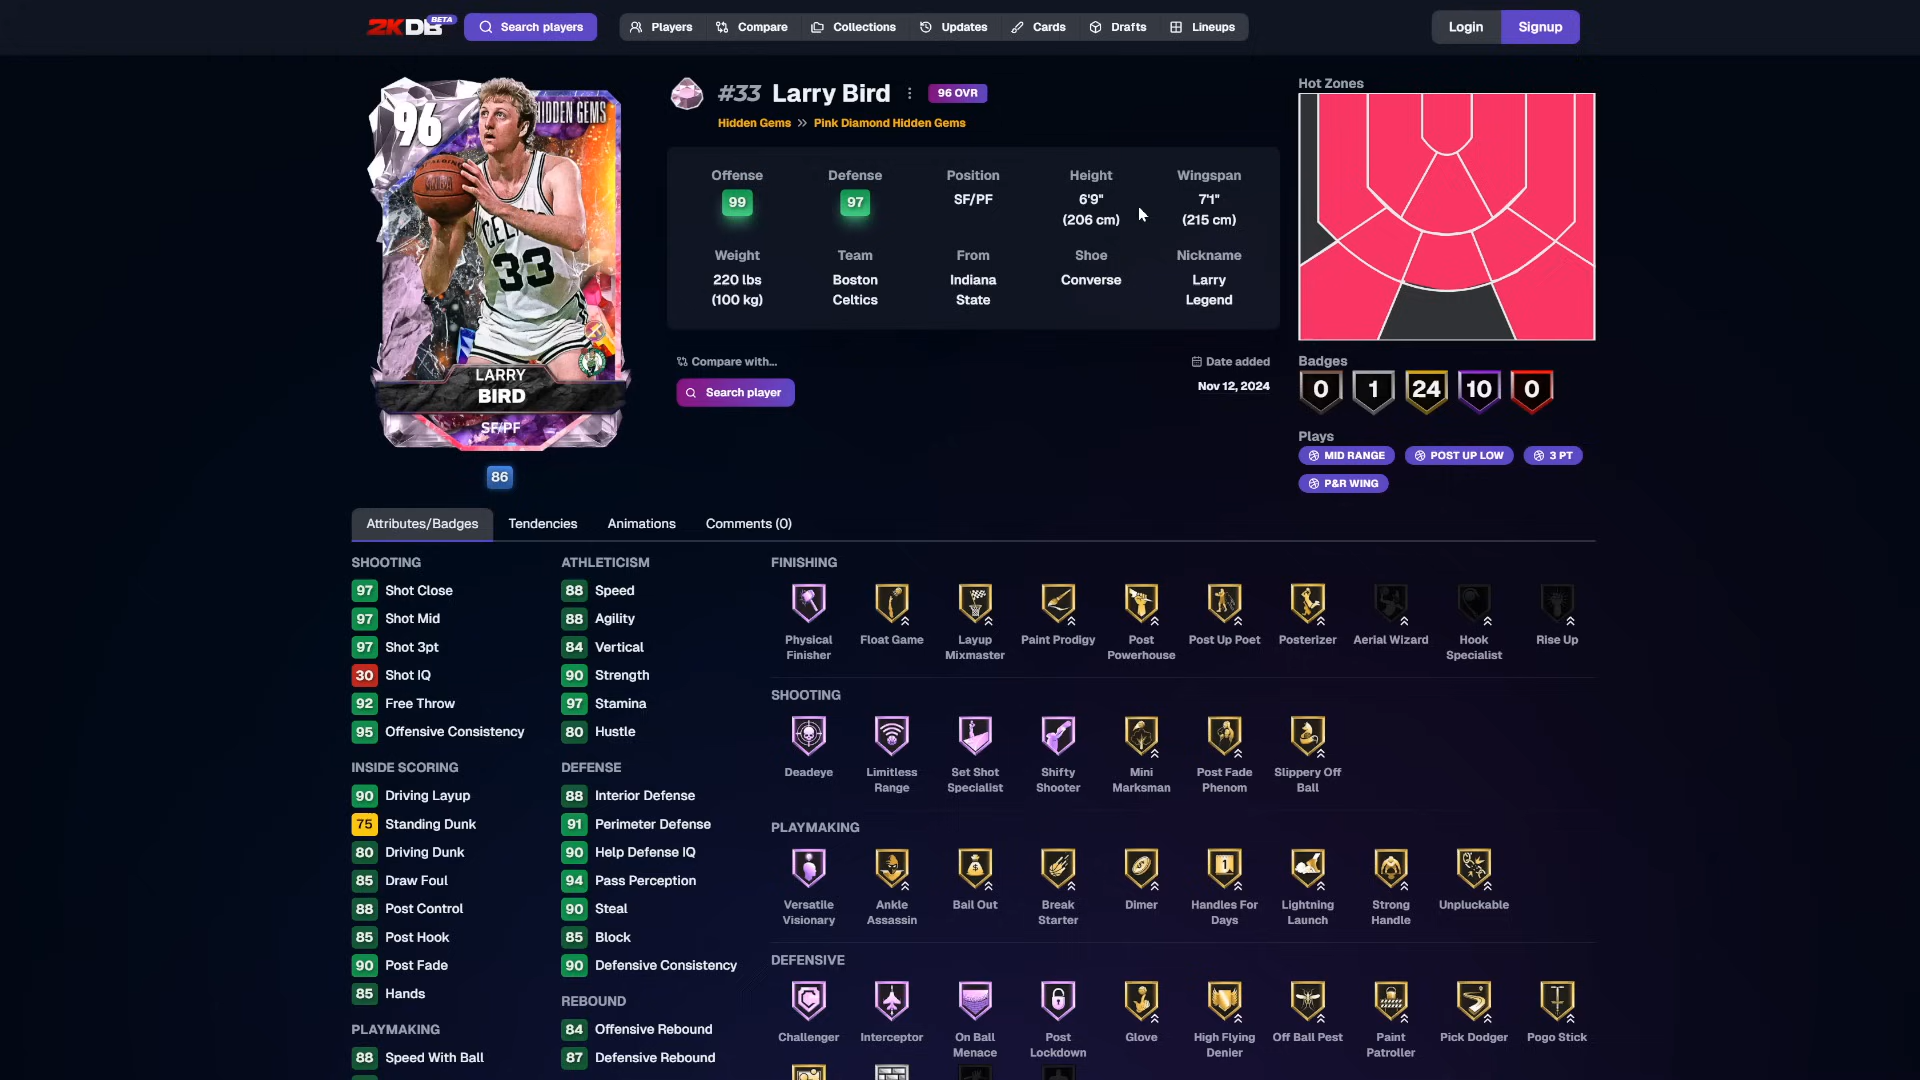 2KDB BETA
Search players
Players
Compare
Collections
Updates
Cards
Drafts
Lineups
Login
Signup
96
HIDDEN GEMS
SPALDING
CELTICS
33
LARRY
BIRD
SF/PF
86
#33 Larry Bird
96 OVR
Hidden Gems » Pink Diamond Hidden Gems
Offense
99
Defense
97
Position
SF/PF
Height
6'9"
(206 cm)
Wingspan
7'1"
(215 cm)
Weight
220 lbs
(100 kg)
Team
Boston
Celtics
From
Indiana
State
Shoe
Converse
Nickname
Larry
Legend
Compare with...
Search player
Date added
Nov 12, 2024
Hot Zones
Badges
0 1 24 10 0
Plays
MID RANGE
POST UP LOW
3 PT
P&R WING
Attributes/Badges
Tendencies
Animations
Comments (0)
SHOOTING
97 Shot Close
97 Shot Mid
97 Shot 3pt
30 Shot IQ
92 Free Throw
95 Offensive Consistency
INSIDE SCORING
90 Driving Layup
75 Standing Dunk
80 Driving Dunk
85 Draw Foul
88 Post Control
85 Post Hook
90 Post Fade
85 Hands
PLAYMAKING
88 Speed With Ball
ATHLETICISM
88 Speed
88 Agility
84 Vertical
90 Strength
97 Stamina
80 Hustle
DEFENSE
88 Interior Defense
91 Perimeter Defense
90 Help Defense IQ
94 Pass Perception
90 Steal
85 Block
90 Defensive Consistency
REBOUND
84 Offensive Rebound
87 Defensive Rebound
FINISHING
Physical
Finisher
Float Game
Layup
Mixmaster
Paint Prodigy
Post
Powerhouse
Post Up Poet
Posterizer
Aerial Wizard
Hook
Specialist
Rise Up
SHOOTING
Deadeye
Limitless
Range
Set Shot
Specialist
Shifty
Shooter
Mini
Marksman
Post Fade
Phenom
Slippery Off
Ball
PLAYMAKING
Versatile
Visionary
Ankle
Assassin
Bail Out
Break
Starter
Dimer
Handles For
Days
Lightning
Launch
Strong
Handle
Unpluckable
DEFENSIVE
Challenger
Interceptor
On Ball
Menace
Post
Lockdown
Glove
High Flying
Denier
Off Ball Pest
Paint
Patroller
Pick Dodger
Pogo Stick